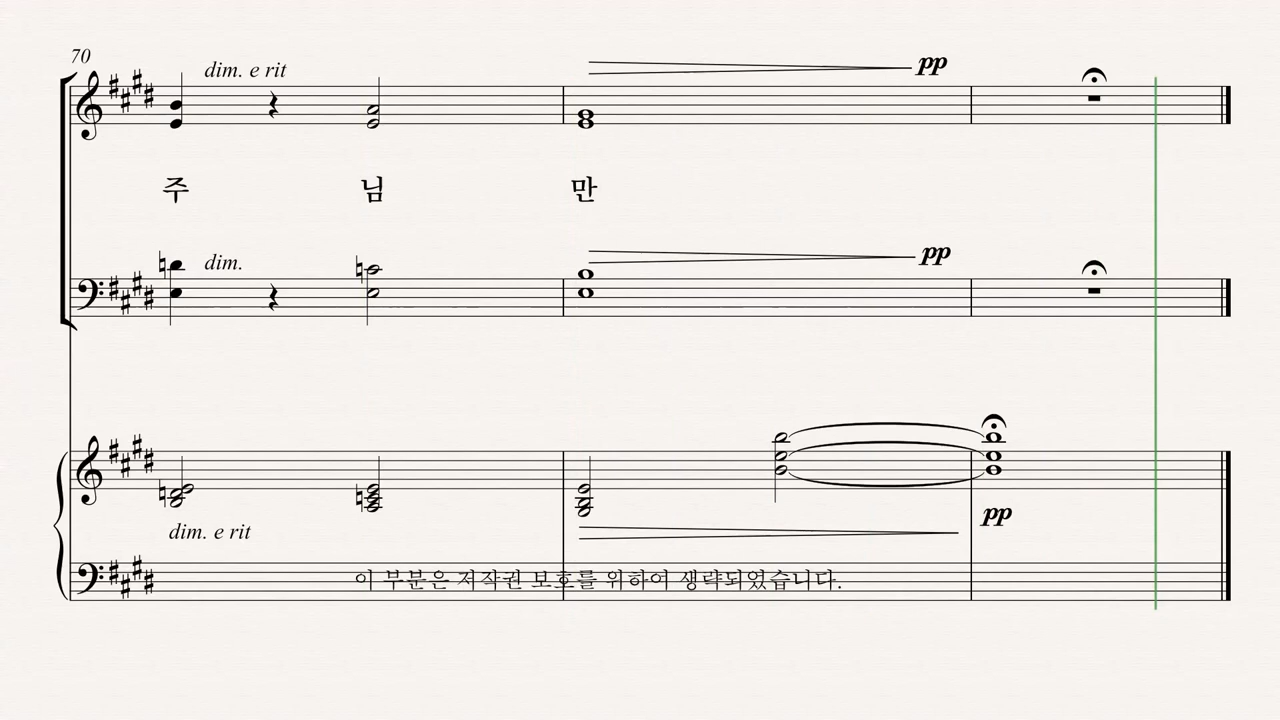 70
dim. e rit
pp
주 님 만
dim.
pp
dim. e rit
pp
이 부분은 저작권 보호를 위하여 생략되었습니다.